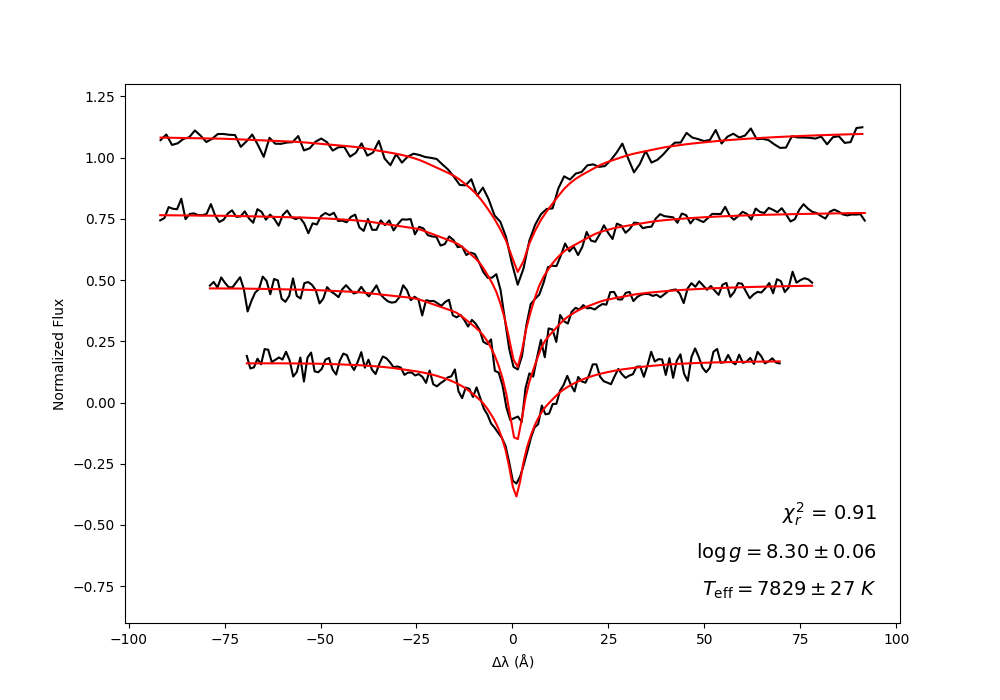 1.25
1.00
0.75
0.50
0.25
0.00
−0.25
−0.50
−0.75
Normalized Flux
χ²ᵣ = 0.91
log g = 8.30 ± 0.06
T_eff = 7829 ± 27 K
−100 −75 −50 −25 0 25 50 75 100
Δλ (Å)